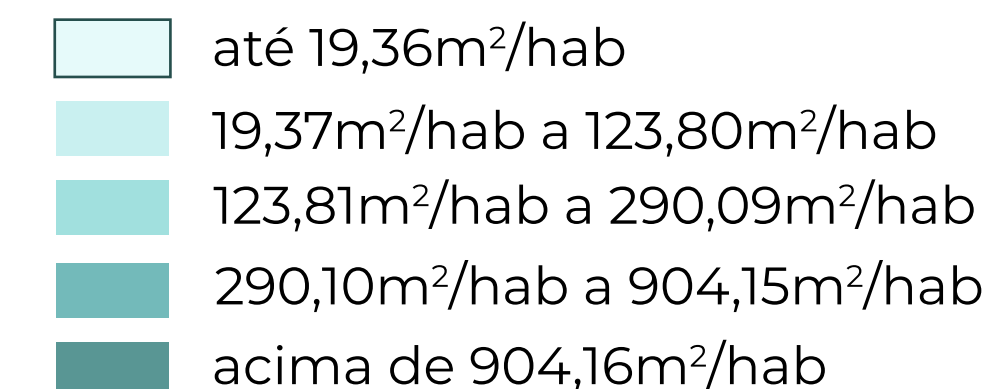 até 19,36m²/hab
19,37m²/hab a 123,80m²/hab
123,81m²/hab a 290,09m²/hab
290,10m²/hab a 904,15m²/hab
acima de 904,16m²/hab